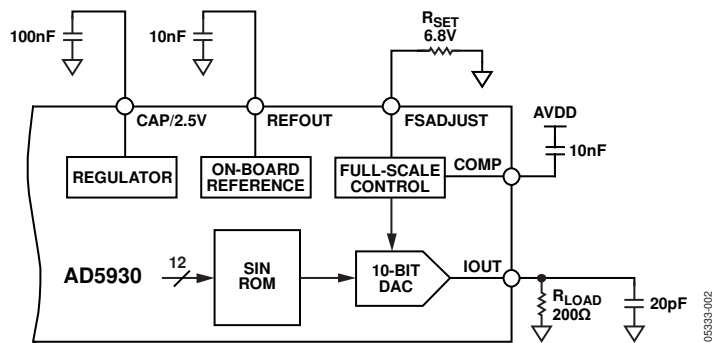 100nF
10nF
RSET
6.8V
CAP/2.5V
REFOUT
FSADJUST
AVDD
10nF
REGULATOR
ON-BOARD
REFERENCE
FULL-SCALE
CONTROL
COMP
AD5930
12
SIN
ROM
10-BIT
DAC
IOUT
RLOAD
200Ω
20pF
05333-002